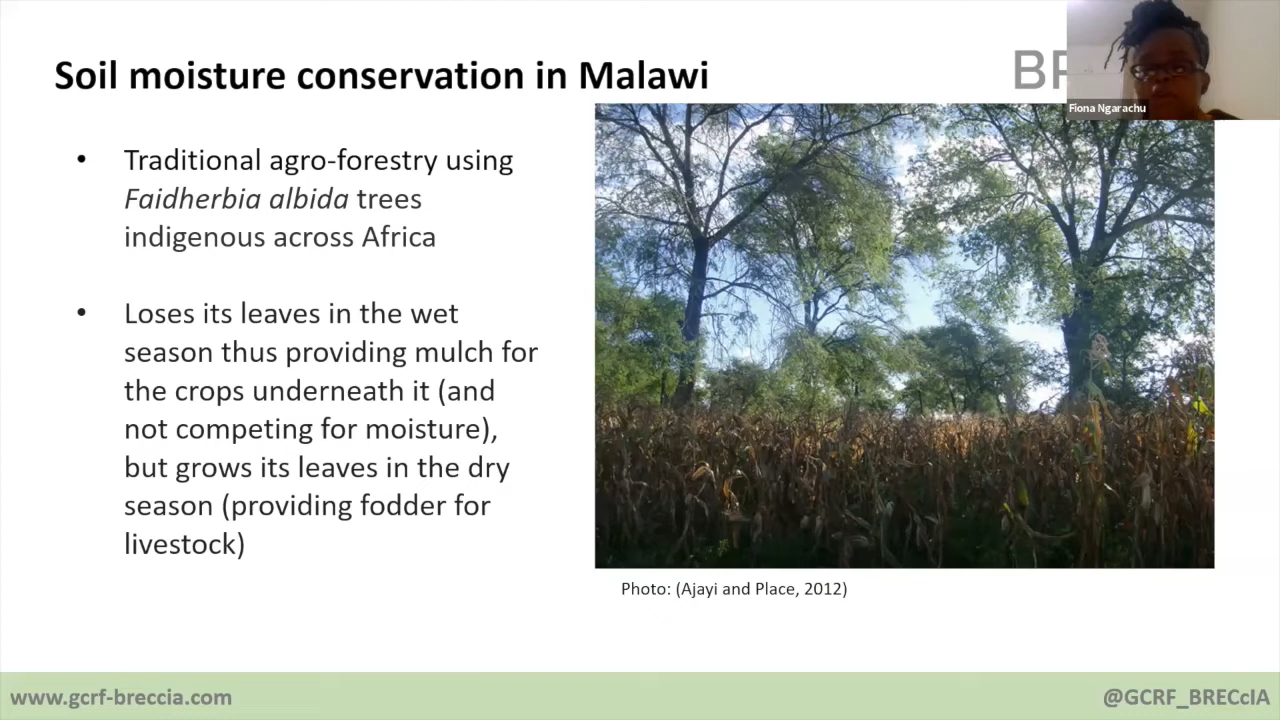 Soil moisture conservation in Malawi
Fiona Ngarachu
• Traditional agro-forestry using
Faidherbia albida trees
indigenous across Africa
• Loses its leaves in the wet
season thus providing mulch for
the crops underneath it (and
not competing for moisture),
but grows its leaves in the dry
season (providing fodder for
livestock)
Photo: (Ajayi and Place, 2012)
www.gcrf-breccia.com
@GCRF_BRECcIA